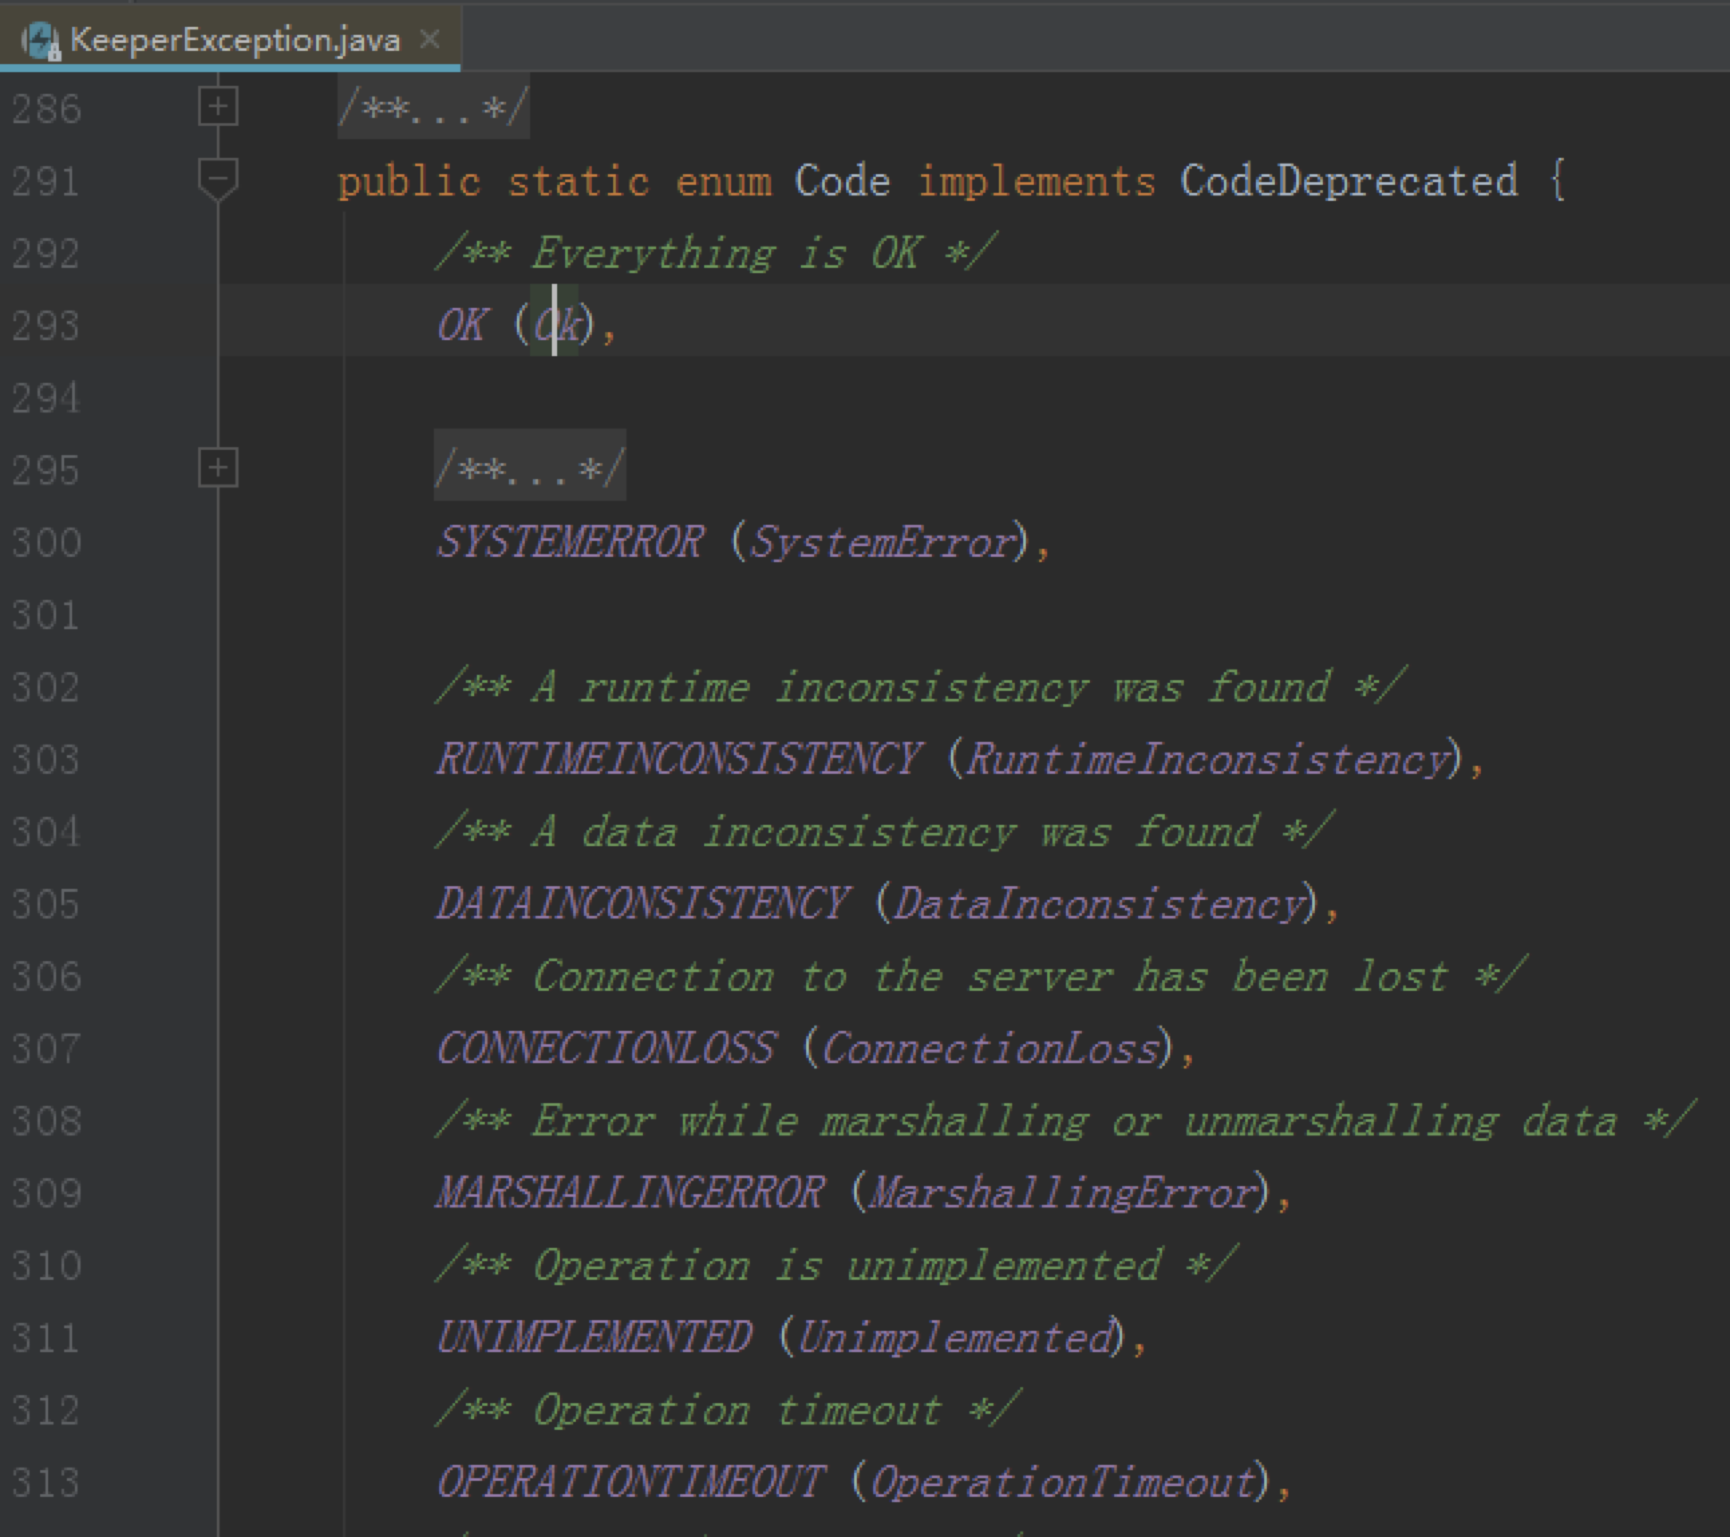 KeeperException.java
286 /**...*/
291 public static enum Code implements CodeDeprecated {
292 /** Everything is OK */
293 OK (Ok),
294
295 /**...*/
300 SYSTEMERROR (SystemError),
301
302 /** A runtime inconsistency was found */
303 RUNTIMEINCONSISTENCY (RuntimeInconsistency),
304 /** A data inconsistency was found */
305 DATAINCONSISTENCY (DataInconsistency),
306 /** Connection to the server has been lost */
307 CONNECTIONLOSS (ConnectionLoss),
308 /** Error while marshalling or unmarshalling data */
309 MARSHALLINGERROR (MarshallingError),
310 /** Operation is unimplemented */
311 UNIMPLEMENTED (Unimplemented),
312 /** Operation timeout */
313 OPERATIONTIMEOUT (OperationTimeout),